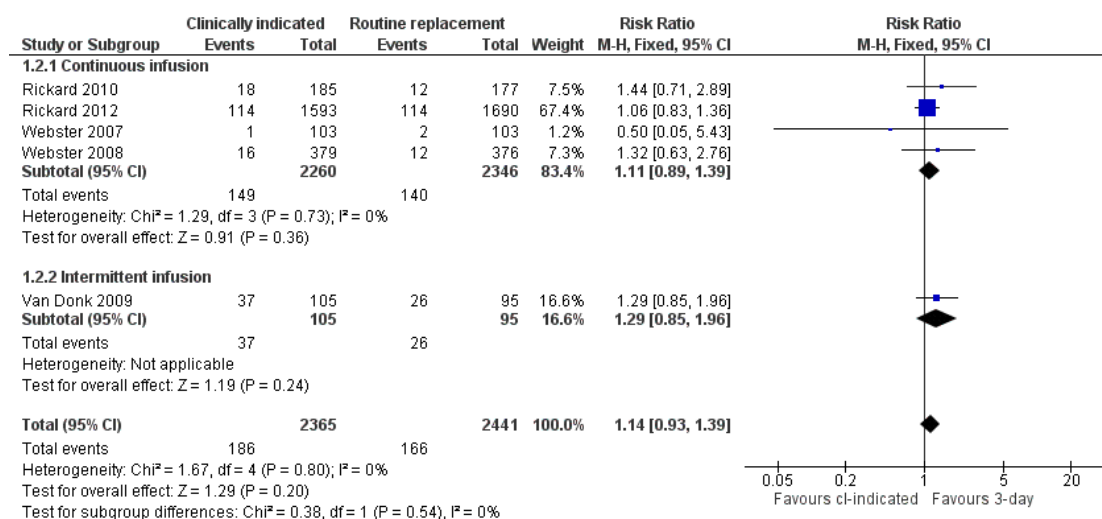 Clinically indicated Routine replacement Risk Ratio Risk Ratio
Study or Subgroup Events Total Events Total Weight M-H, Fixed, 95% CI M-H, Fixed, 95% CI
1.2.1 Continuous infusion
Rickard 2010 18 185 12 177 7.5% 1.44 [0.71, 2.89]
Rickard 2012 114 1593 114 1690 67.4% 1.06 [0.83, 1.36]
Webster 2007 1 103 2 103 1.2% 0.50 [0.05, 5.43]
Webster 2008 16 379 12 376 7.3% 1.32 [0.63, 2.76]
Subtotal (95% CI) 2260 2346 83.4% 1.11 [0.89, 1.39]
Total events 149 140
Heterogeneity: Chi² = 1.29, df = 3 (P = 0.73); I² = 0%
Test for overall effect: Z = 0.91 (P = 0.36)
1.2.2 Intermittent infusion
Van Donk 2009 37 105 26 95 16.6% 1.29 [0.85, 1.96]
Subtotal (95% CI) 105 95 16.6% 1.29 [0.85, 1.96]
Total events 37 26
Heterogeneity: Not applicable
Test for overall effect: Z = 1.19 (P = 0.24)
Total (95% CI) 2365 2441 100.0% 1.14 [0.93, 1.39]
Total events 186 166
Heterogeneity: Chi² = 1.67, df = 4 (P = 0.80); I² = 0%
Test for overall effect: Z = 1.29 (P = 0.20)
Test for subgroup differences: Chi² = 0.38, df = 1 (P = 0.54), I² = 0%
0.05 0.2 1 5 20
Favours cl-indicated Favours 3-day